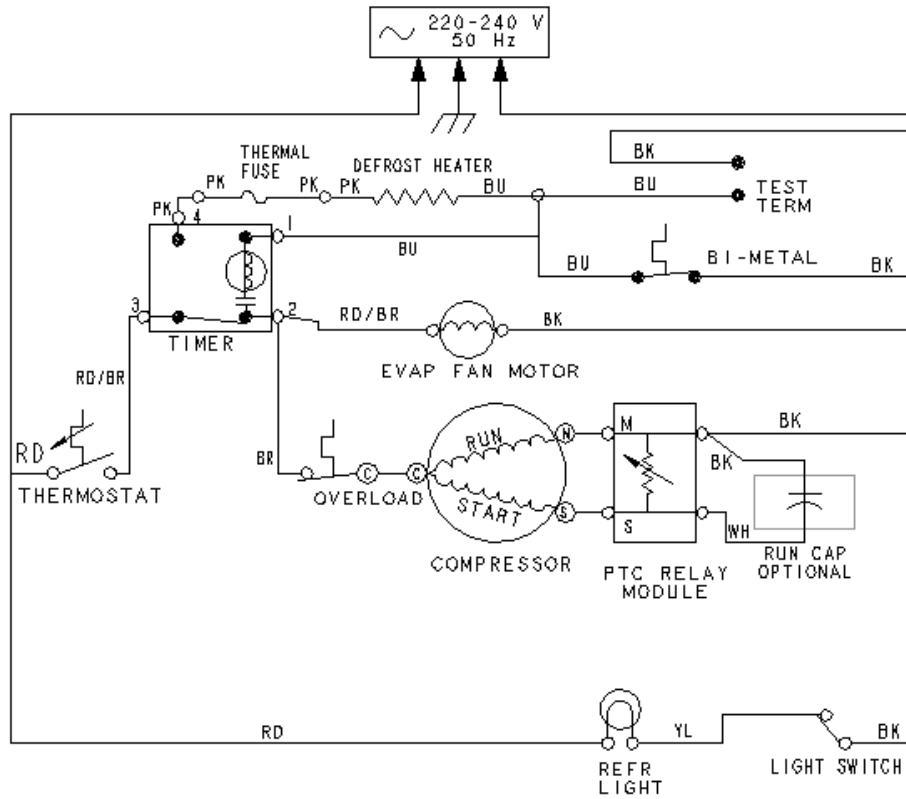 220-240 V
50 Hz
THERMAL
FUSE
DEFROST HEATER
BK
PK
PK
PK
BU
BU
TEST
TERM
PK
4
1
BU
BU
BI-METAL
BK
3
2
RD/BR
BK
TIMER
EVAP FAN MOTOR
RD/BR
RD
THERMOSTAT
BR
OVERLOAD
C
C
RUN
START
N
S
COMPRESSOR
M
S
PTC RELAY
MODULE
BK
BK
WH
RUN CAP
OPTIONAL
RD
REFR
LIGHT
YL
LIGHT SWITCH
BK